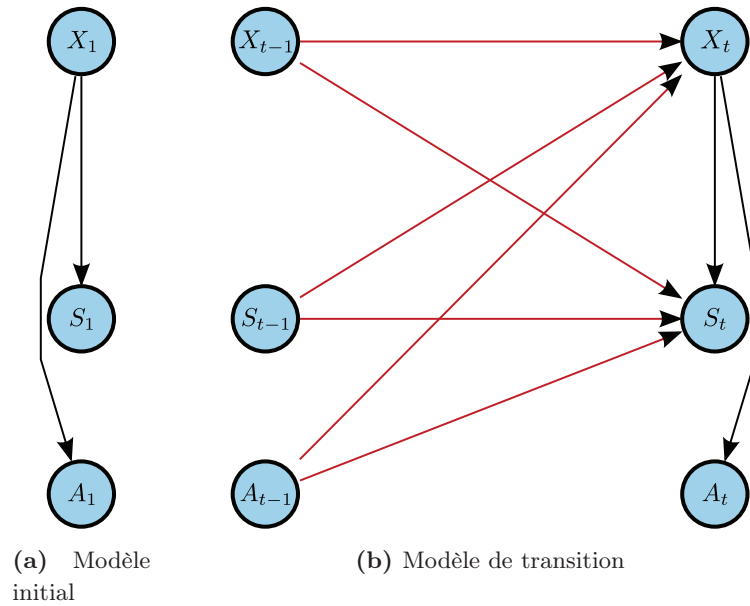 X₁ Xₜ₋₁ Xₜ
S₁ Sₜ₋₁ Sₜ
A₁ Aₜ₋₁ Aₜ
(a) Modèle
initial
(b) Modèle de transition